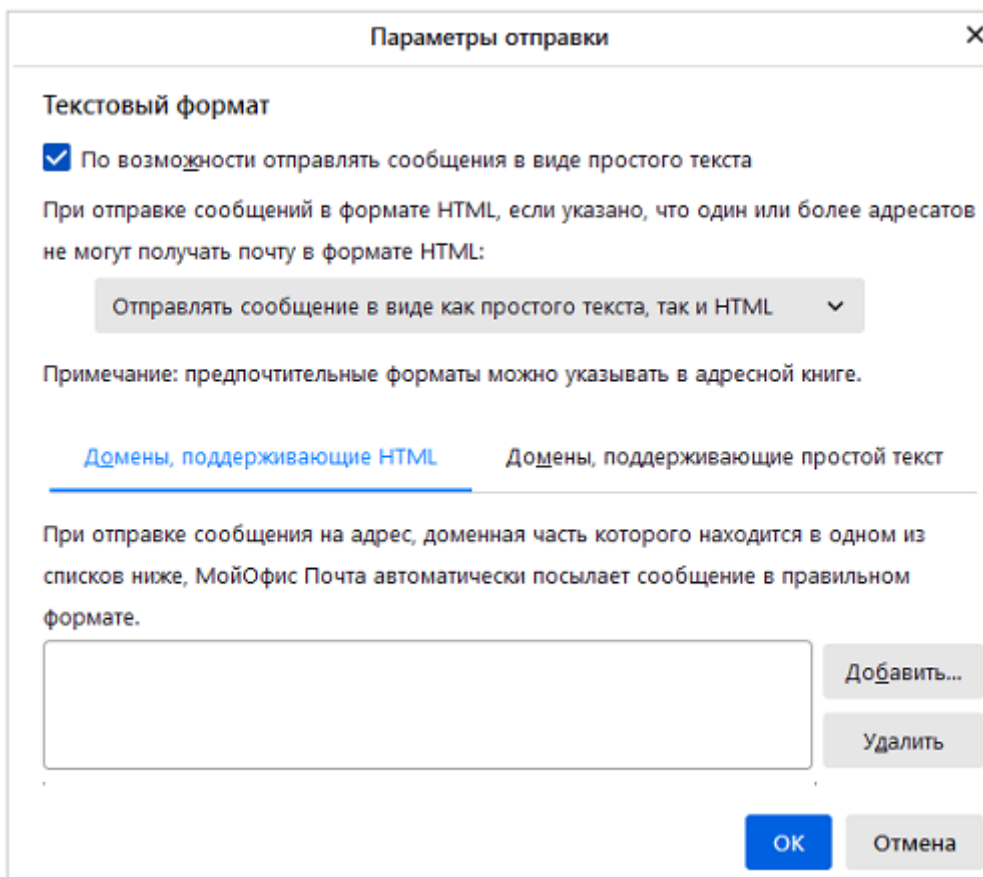 Параметры отправки
Текстовый формат
По возможности отправлять сообщения в виде простого текста
При отправке сообщений в формате HTML, если указано, что один или более адресатов
не могут получать почту в формате HTML:
Отправлять сообщение в виде как простого текста, так и HTML
Примечание: предпочтительные форматы можно указывать в адресной книге.
Домены, поддерживающие HTML Домены, поддерживающие простой текст
При отправке сообщения на адрес, доменная часть которого находится в одном из
списков ниже, МойОфис Почта автоматически посылает сообщение в правильном
формате.
Добавить...
Удалить
ОК Отмена